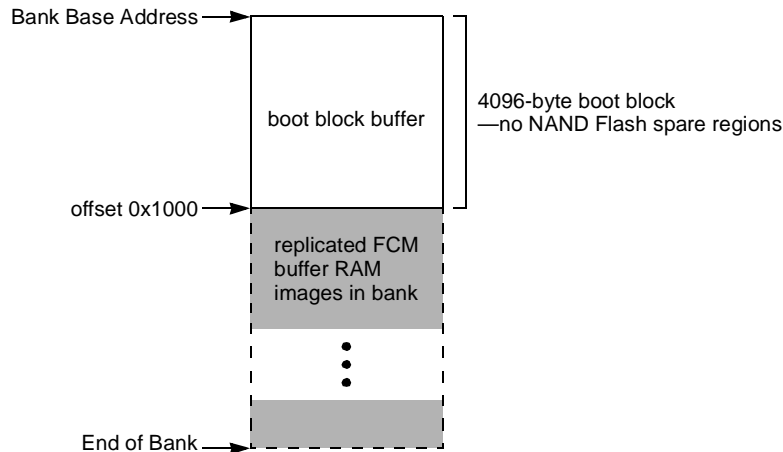 Bank Base Address
boot block buffer
4096-byte boot block
—no NAND Flash spare regions
offset 0x1000
replicated FCM
buffer RAM
images in bank
End of Bank